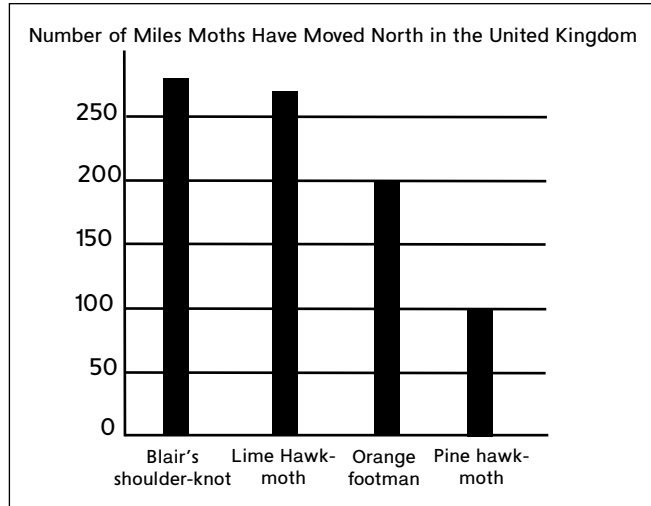 Number of Miles Moths Have Moved North in the United Kingdom
250
200
150
100
50
0
Blair's shoulder-knot
Lime Hawk-
moth
Orange
footman
Pine hawk-
moth